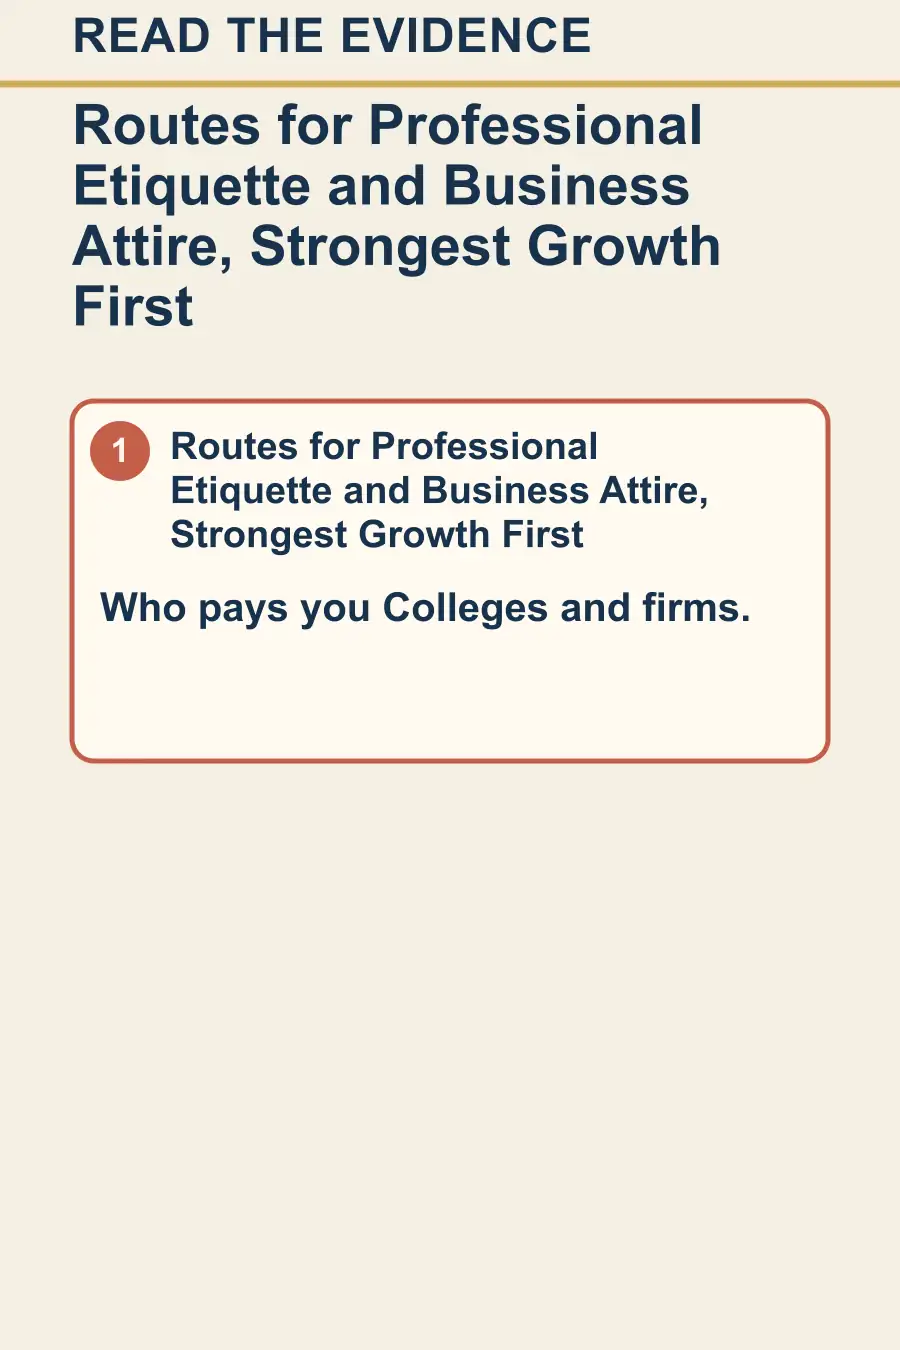 READ THE EVIDENCE
Routes for Professional
Etiquette and Business
Attire, Strongest Growth
First
1
Routes for Professional
Etiquette and Business Attire,
Strongest Growth First
Who pays you Colleges and firms.